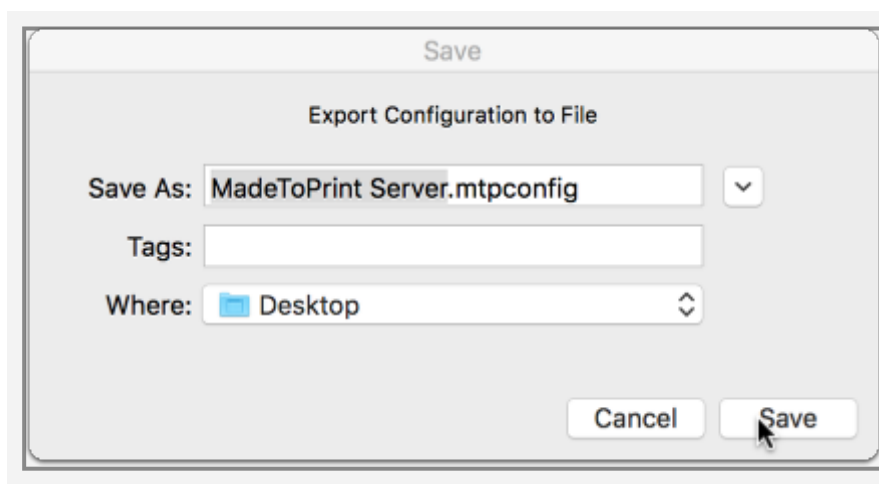 Save
Export Configuration to File
Save As: MadeToPrint Server.mtpconfig
Tags:
Where: Desktop
Cancel Save